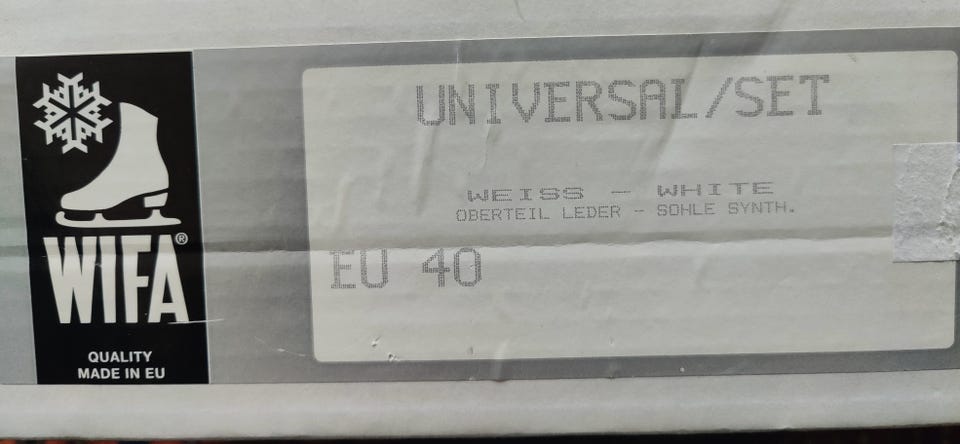 UNIVERSAL/SET
WEISS - WHITE
OBERTEIL LEDER - SOHLE SYNTH.
EU 40
WIFA®
QUALITY
MADE IN EU